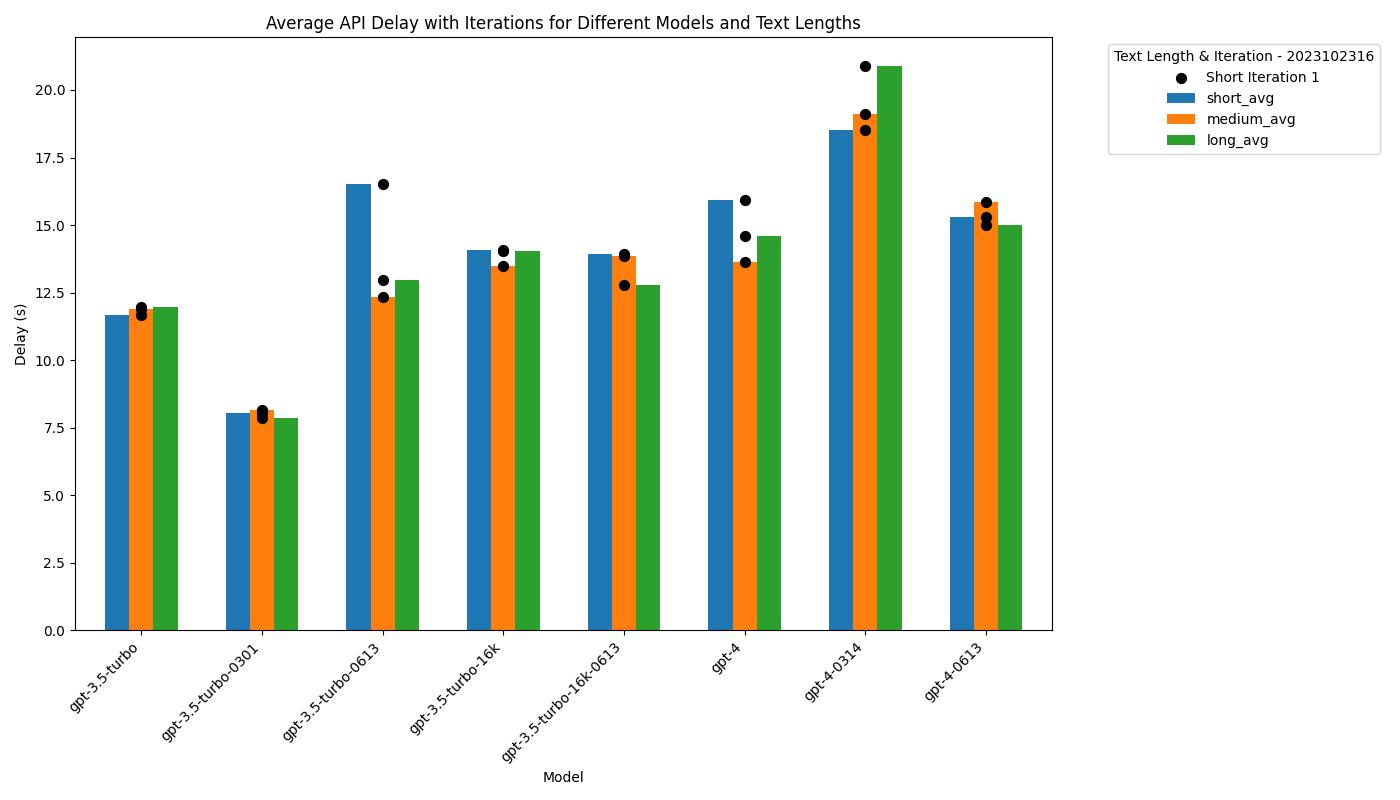 Average API Delay with Iterations for Different Models and Text Lengths
Text Length & Iteration - 2023102316
Short Iteration 1
short_avg
medium_avg
long_avg
Delay (s)
20.0
17.5
15.0
12.5
10.0
7.5
5.0
2.5
0.0
gpt-3.5-turbo
gpt-3.5-turbo-0301
gpt-3.5-turbo-0613
gpt-3.5-turbo-16k
gpt-3.5-turbo-16k-0613
gpt-4
gpt-4-0314
gpt-4-0613
Model